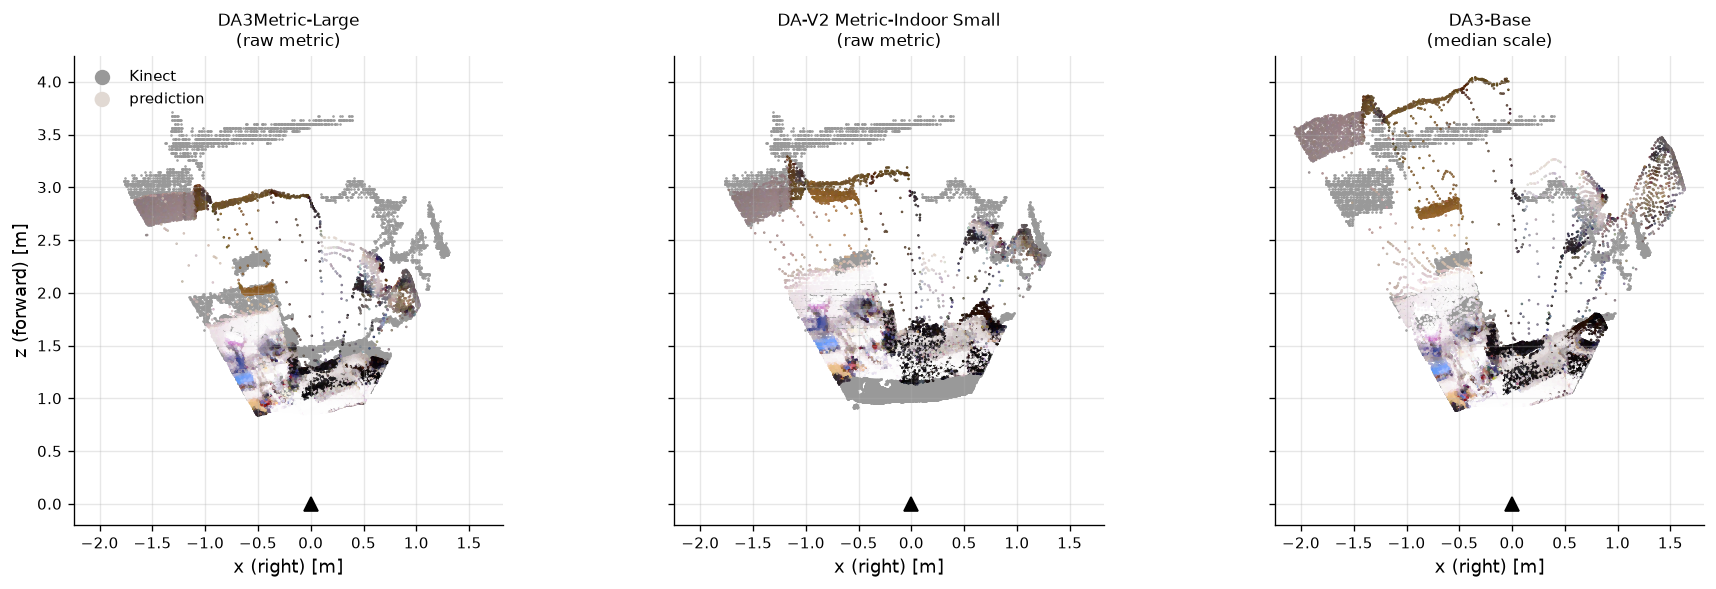 DA3Metric-Large
(raw metric)
Kinect
prediction
4.0
3.5
3.0
2.5
2.0
1.5
1.0
0.5
0.0
z (forward) [m]
−2.0 −1.5 −1.0 −0.5 0.0 0.5 1.0 1.5
x (right) [m]
DA-V2 Metric-Indoor Small
(raw metric)
−2.0 −1.5 −1.0 −0.5 0.0 0.5 1.0 1.5
x (right) [m]
DA3-Base
(median scale)
−2.0 −1.5 −1.0 −0.5 0.0 0.5 1.0 1.5
x (right) [m]